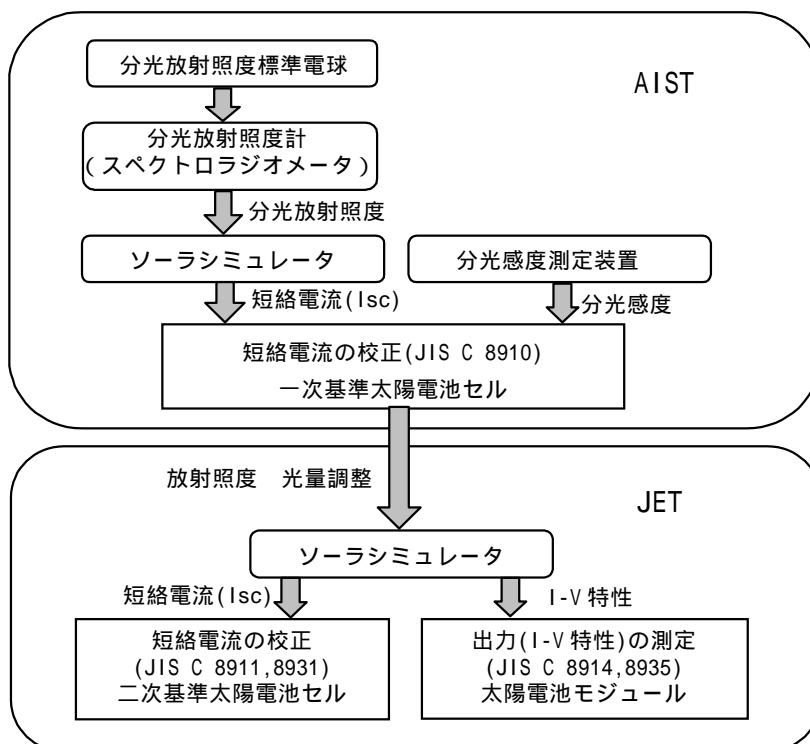 分光放射照度標準電球
AIST
分光放射照度計
(スペクトロラジオメータ)
分光放射照度
ソーラシミュレータ
分光感度測定装置
短絡電流(Isc)
分光感度
短絡電流の校正(JIS C 8910)
一次基準太陽電池セル
放射照度 光量調整
JET
ソーラシミュレータ
短絡電流(Isc)
I-V特性
短絡電流の校正
(JIS C 8911,8931)
二次基準太陽電池セル
出力(I-V特性)の測定
(JIS C 8914,8935)
太陽電池モジュール